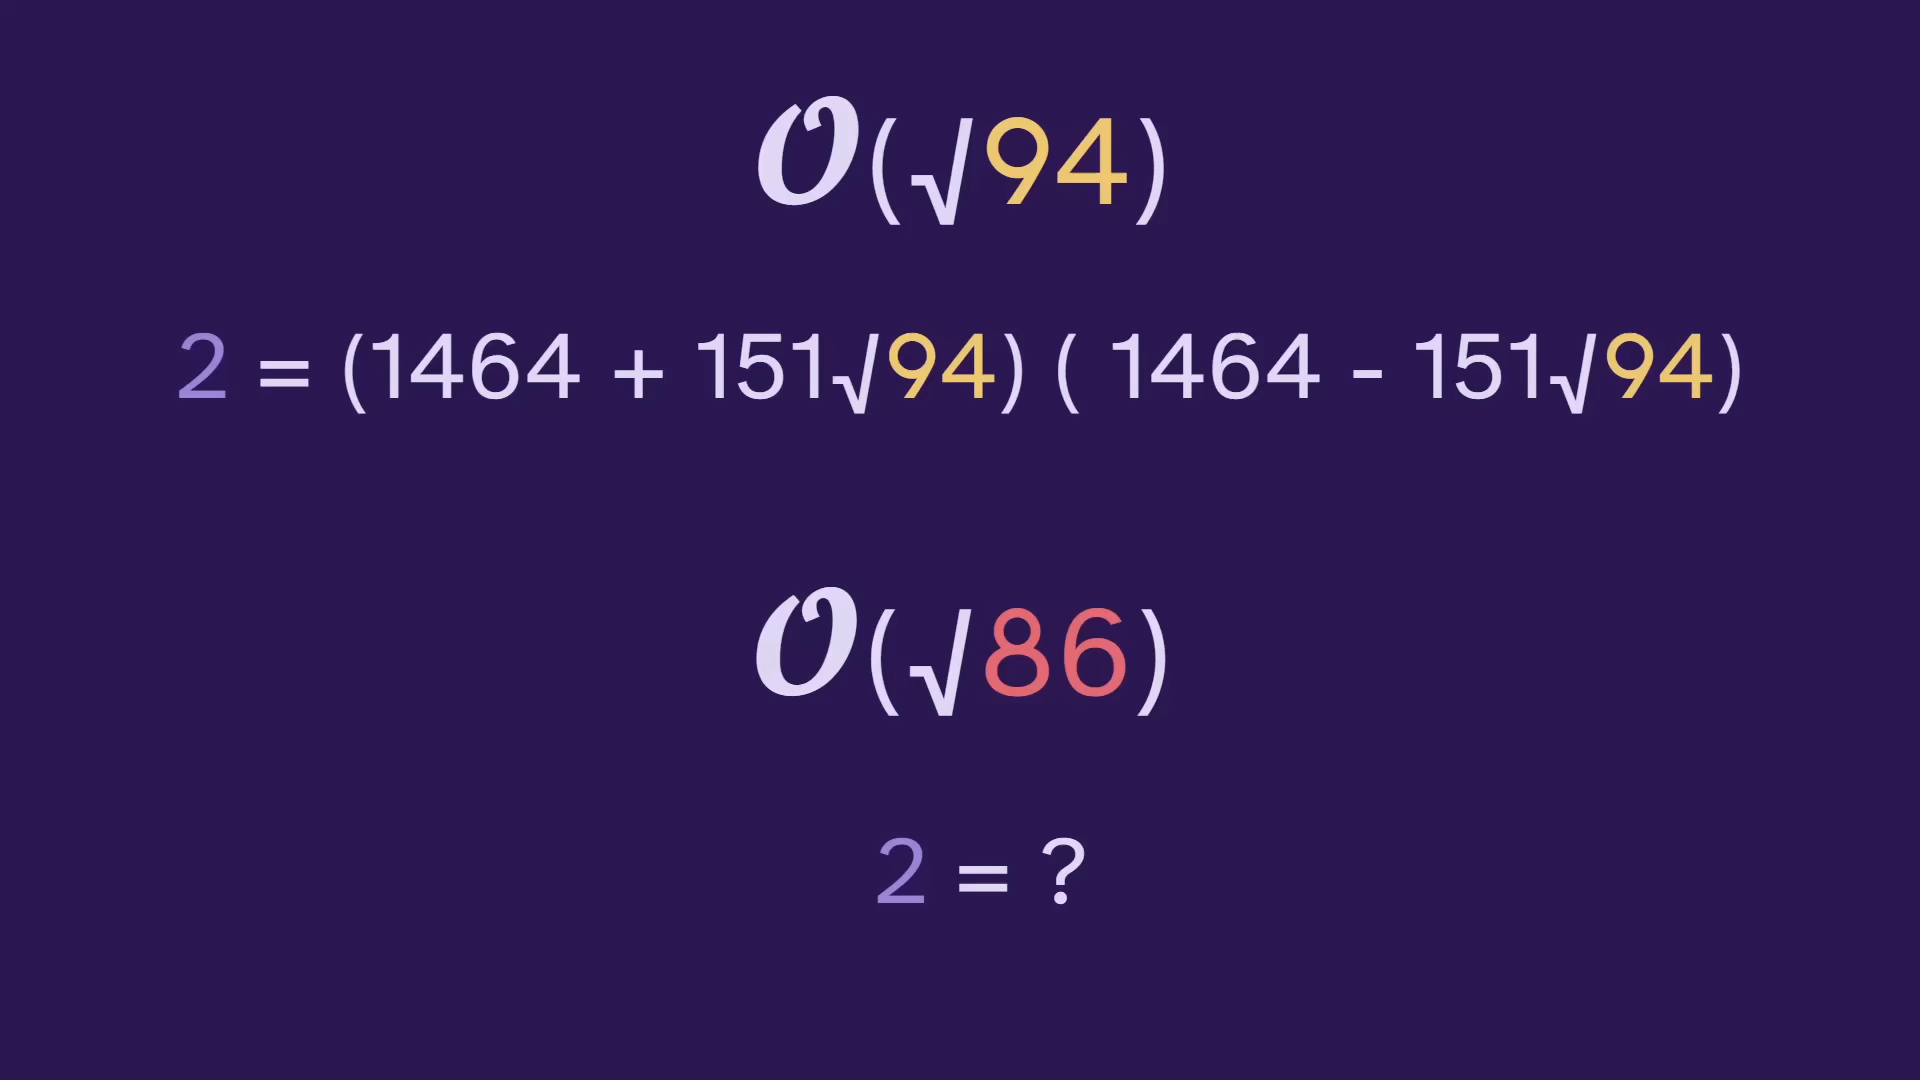 𝒪(√94)
2 = (1464 + 151√94) ( 1464 - 151√94)
𝒪(√86)
2 = ?